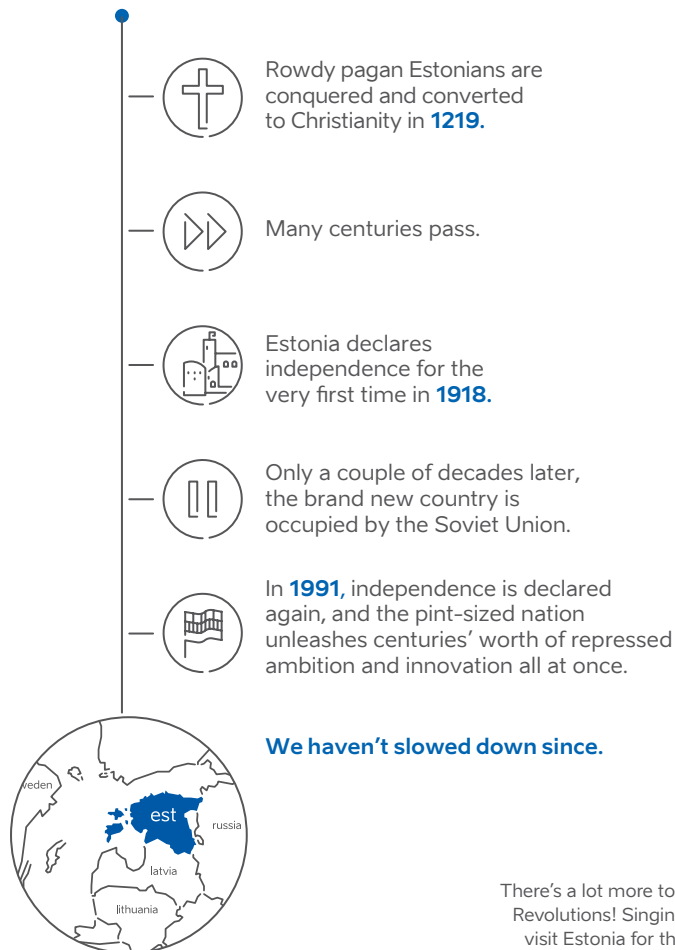 Rowdy pagan Estonians are
conquered and converted
to Christianity in 1219.
Many centuries pass.
Estonia declares
independence for the
very first time in 1918.
Only a couple of decades later,
the brand new country is
occupied by the Soviet Union.
In 1991, independence is declared
again, and the pint-sized nation
unleashes centuries’ worth of repressed
ambition and innovation all at once.
We haven’t slowed down since.
weden
est
russia
latvia
lithuania
There’s a lot more to
Revolutions! Singin
visit Estonia for th